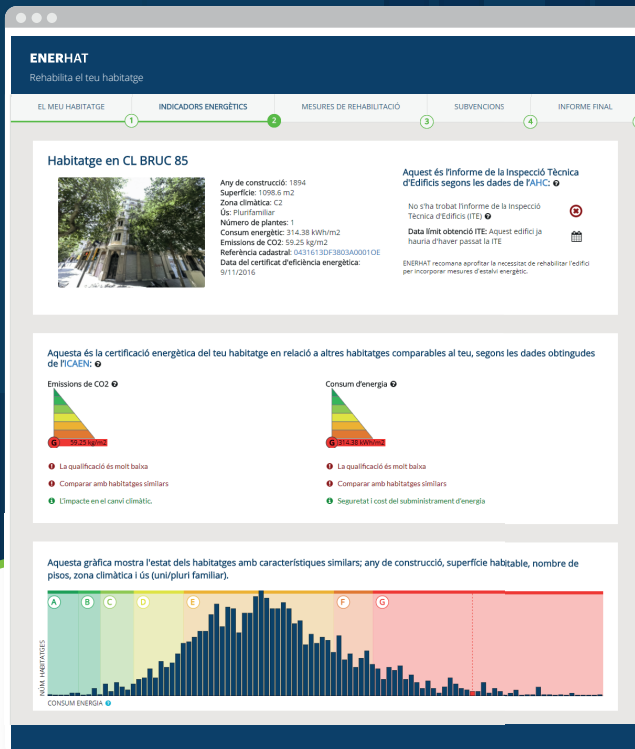 ENERHAT
Rehabilita el teu habitatge
EL MEU HABITATGE
INDICADORS ENERGÈTICS
MESURES DE REHABILITACIÓ
SUBVENCIONS
INFORME FINAL
1
2
3
4
Habitatge en CL BRUC 85
Any de construcció: 1894
Superfície: 1098.6 m2
Zona climàtica: C2
Ús: Plurifamiliar
Número de plantes: 1
Consum energètic: 314.38 kWh/m2
Emissions de CO2: 59.25 kg/m2
Referència cadastral: 0431613DF3803A0001OE
Data del certificat d'eficiència energètica:
9/11/2016
Aquest és l'informe de la Inspecció Tècnica
d'Edificis segons les dades de l'AHC: ?
No s'ha trobat l'informe de la Inspecció
Tècnica d'Edificis (ITE) ?
Data límit obtenció ITE: Aquest edifici ja
hauria d'haver passat la ITE
ENERHAT recomana aprofitar la necessitat de rehabilitar l'edifici
per incorporar mesures d'estalvi energètic.
Aquesta és la certificació energètica del teu habitatge en relació a altres habitatges comparables al teu, segons les dades obtingudes
de l'ICAEN: ?
Emissions de CO2 ?
G 59.25 kg/m2
La qualificació és molt baixa
Comparar amb habitatges similars
L'impacte en el canvi climàtic.
Consum d'energia ?
G 314.38 kWh/m2
La qualificació és molt baixa
Comparar amb habitatges similars
Seguretat i cost del subministrament d'energia
Aquesta gràfica mostra l'estat dels habitatges amb característiques similars; any de construcció, superfície habitable, nombre de
pisos, zona climàtica i ús (uni/pluri familiar).
A B C D E F G
NÚM. HABITATGES
CONSUM ENERGIA ?